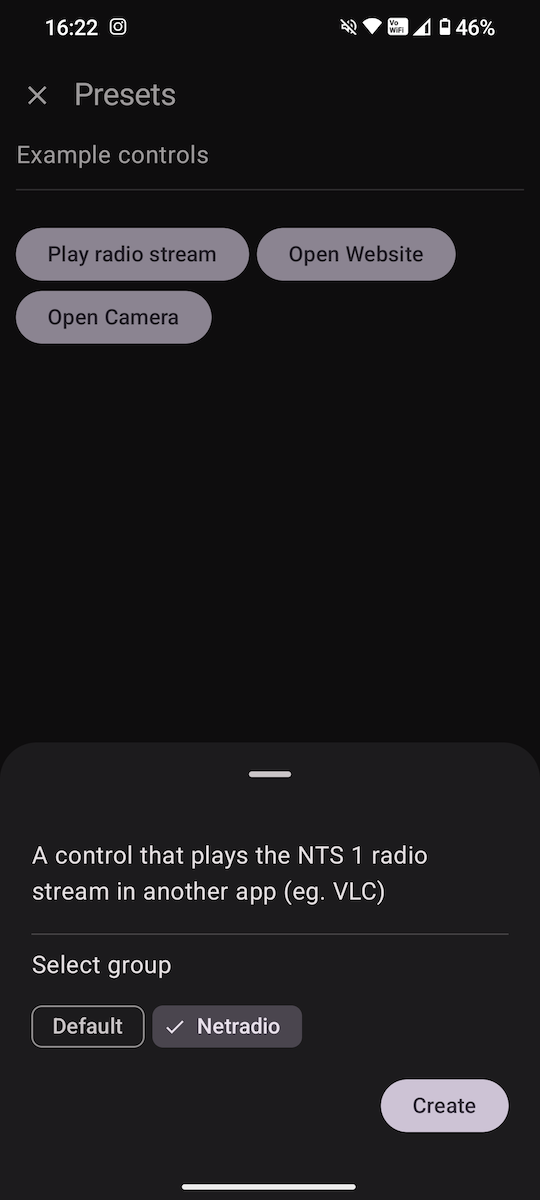 16:22
Vo WiFi
46%
Presets
Example controls
Play radio stream
Open Website
Open Camera
A control that plays the NTS 1 radio
stream in another app (eg. VLC)
Select group
Default
Netradio
Create